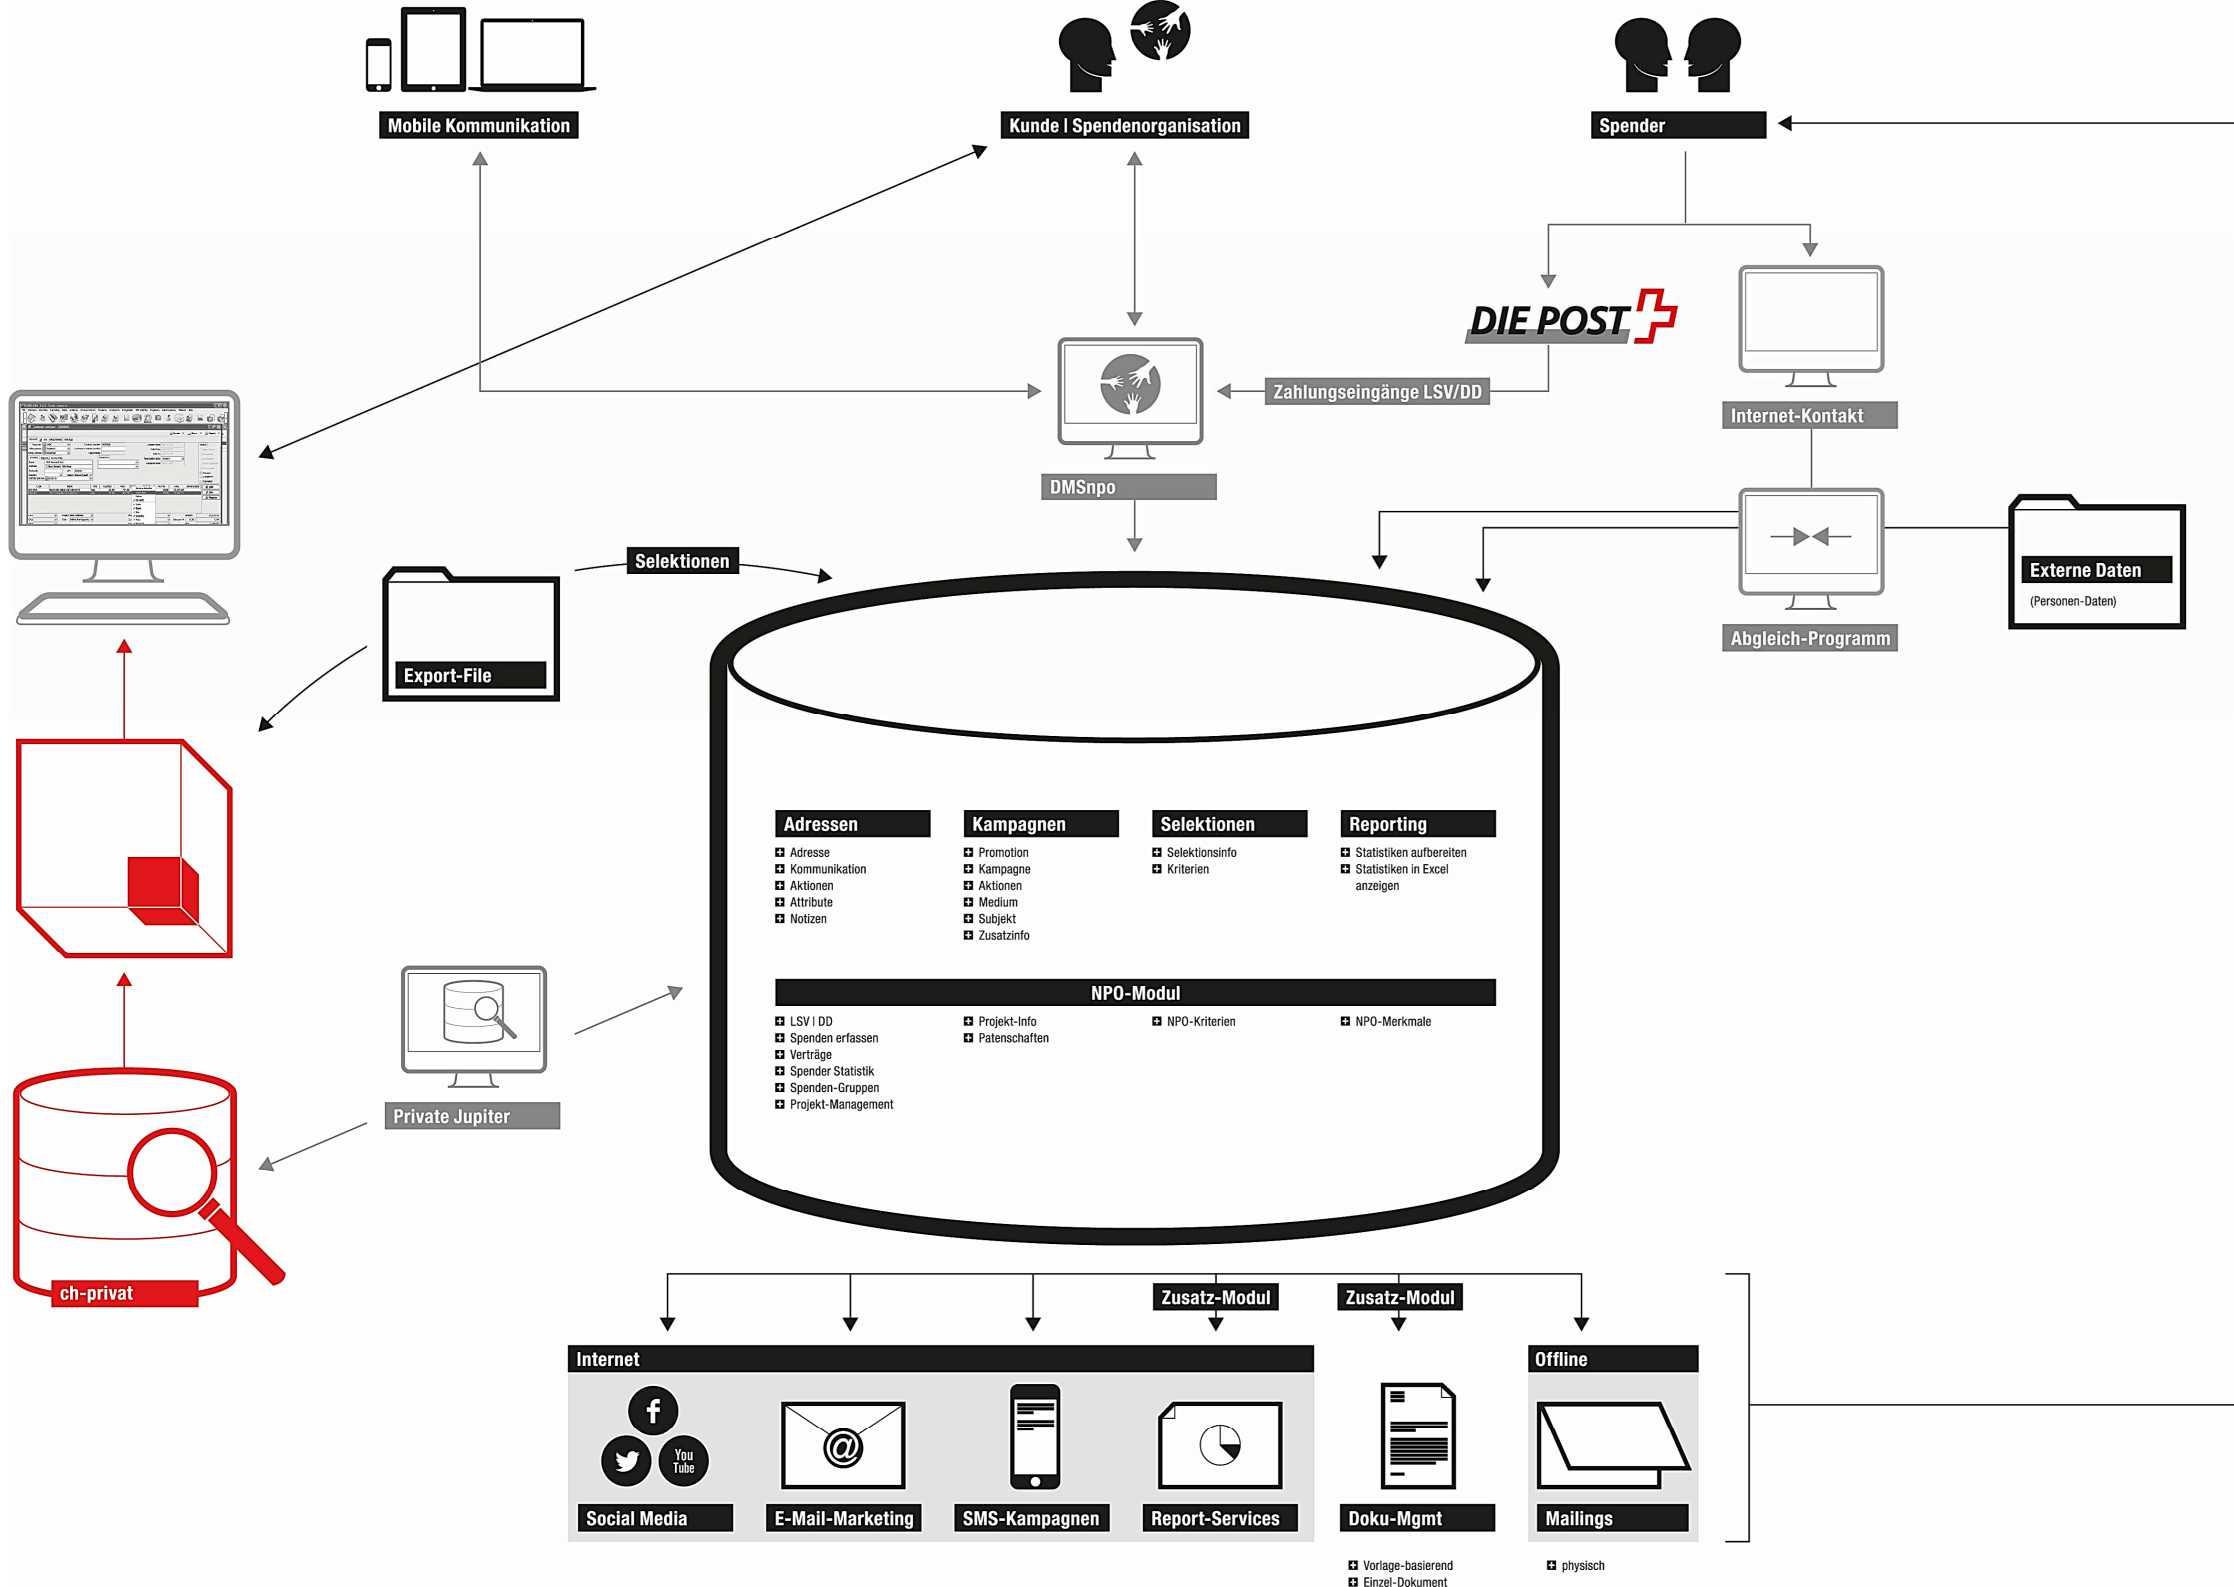 Mobile Kommunikation
Kunde | Spendenorganisation
Spender
DIE POST
Zahlungseingänge LSV/DD
Internet-Kontakt
DMSnpo
Selektionen
Externe Daten
(Personen-Daten)
Abgleich-Programm
Export-File
Adressen
Adresse
Kommunikation
Aktionen
Attribute
Notizen
Kampagnen
Promotion
Kampagne
Aktionen
Medium
Subjekt
Zusatzinfo
Selektionen
Selektionsinfo
Kriterien
Reporting
Statistiken aufbereiten
Statistiken in Excel
anzeigen
NPO-Modul
LSV | DD
Spenden erfassen
Verträge
Spender Statistik
Spenden-Gruppen
Projekt-Management
Projekt-Info
Patenschaften
NPO-Kriterien
NPO-Merkmale
Private Jupiter
ch-privat
Zusatz-Modul
Zusatz-Modul
Internet
Offline
f
You
Tube
@
Social Media
E-Mail-Marketing
SMS-Kampagnen
Report-Services
Doku-Mgmt
Mailings
Vorlage-basierend
Einzel-Dokument
physisch